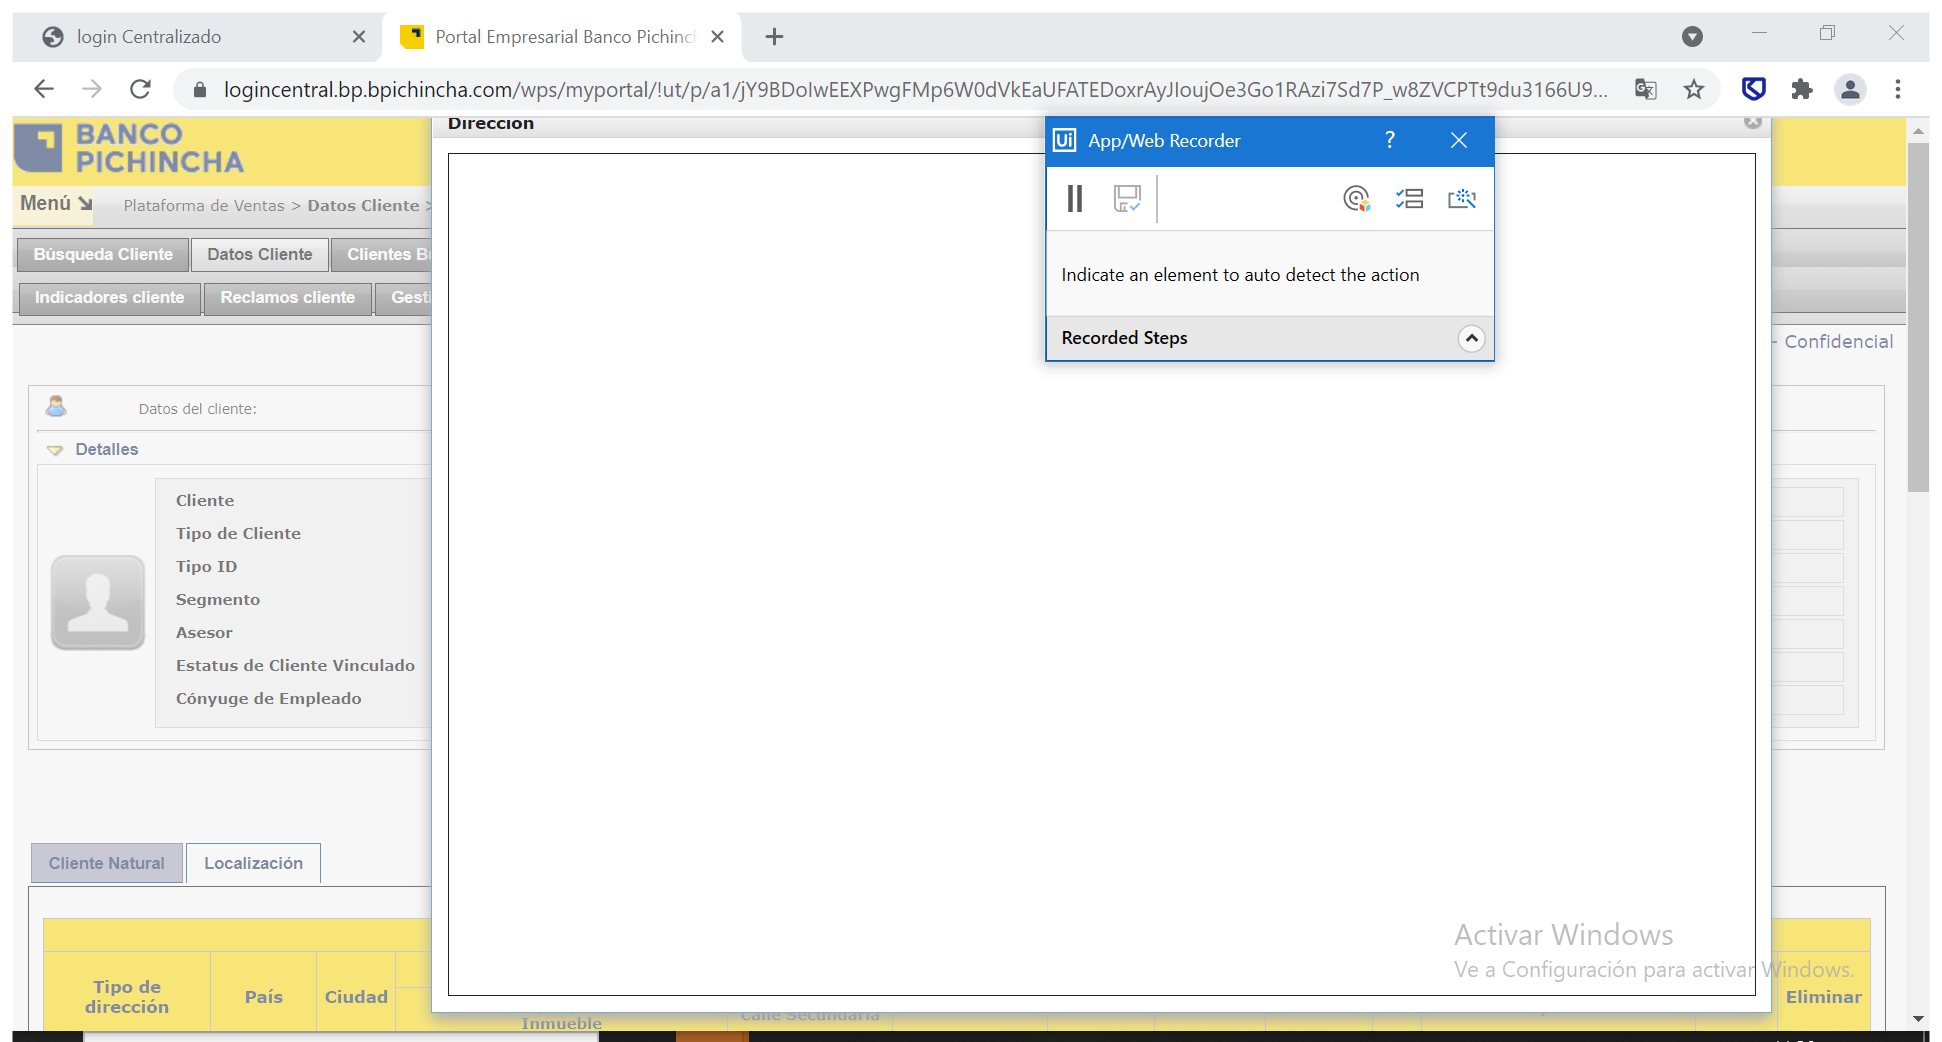 login Centralizado
Portal Empresarial Banco Pichinch
logincentral.bp.bpichincha.com/wps/myportal/!ut/p/a1/jY9BDoIwEEXPwgFMp6W0dVkEaUFATEDoxrAyJIoujOe3Go1RAzi7Sd7P_w8ZVCPTt9du3166U9...
BANCO
PICHINCHA
Dirección
Ui App/Web Recorder ?
Menú
Plataforma de Ventas > Datos Cliente >
Búsqueda Cliente Datos Cliente Clientes B
Indicadores cliente Reclamos cliente Gesti
Indicate an element to auto detect the action
Recorded Steps
- Confidencial
Datos del cliente:
Detalles
Cliente
Tipo de Cliente
Tipo ID
Segmento
Asesor
Estatus de Cliente Vinculado
Cónyuge de Empleado
Cliente Natural Localización
Activar Windows
Ve a Configuración para activar Windows.
Tipo de
dirección
País
Ciudad
Inmueble
Calle Secundaria
Eliminar